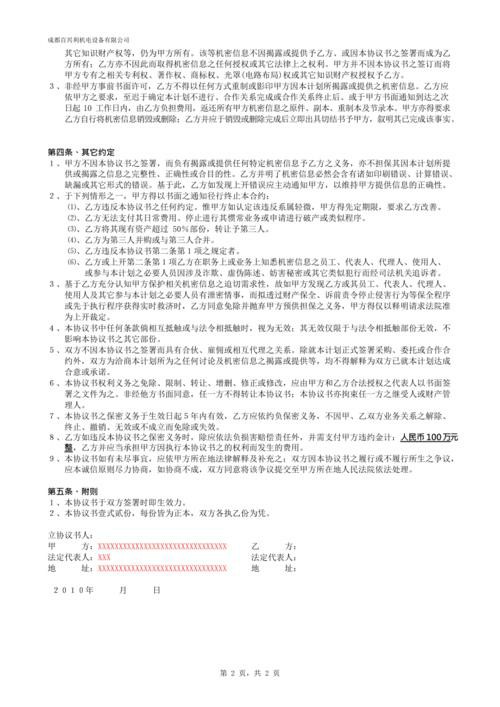 成都百兴利机电设备有限公司
其它知识财产权等，仍为甲方所有。该等机密信息不因揭露或提供予乙方、或因本协议书之签署而成为乙
方所有；乙方亦不因此而取得机密信息之任何授权或其它法律上之权利。甲方并不因本协议书之签订而将
甲方专有之相关专利权、著作权、商标权、光罩(电路布局)权或其它知识财产权授权予乙方。
3、非经甲方事前书面许可，乙方不得以任何方式重制或影印甲方因本计划所提供之机密信息。乙方应
依甲方之要求，至迟于确定本计划不进行、合作关系完成或合作关系终止后。或于甲方书面通知到达之次
日起 10 工作日内，由乙方负担费用，返还所有甲方机密信息之原件、副本、重制本或影印本。甲方亦得要求
乙方自行将机密信息销毁或删除；乙方并应于销毁或删除完成后立即出具切结书予甲方，叙明其已完成该事实。
第四条、其它约定
1、甲方不因本协议书之签署，而负有揭露或提供任何特定机密信息予乙方之义务，亦不担保其因本计划所提
供或揭露之信息之完整性、正确性或合目的性。乙方并明了机密信息必然会含有诸如印刷错误、计算错误、
缺漏或其它形式的错误。基于此，乙方如发现上开错误应主动通知甲方，以维持甲方提供信息的正确性。
2、于下列情形之一，甲方得以书面之通知径行终止本合约：
⑴、乙方违反本协议书之任何约定。惟甲方如认定该违反系属轻微，甲方得先定期限，要求乙方改善。
⑵、乙方无法支付其日常费用、停止进行其惯常业务或申请进行破产或类似程序。
⑶、乙方将其现有资产超过 50％部份，转让予第三人。
⑷、乙方为第三人并购或与第三人合并。
⑸、乙方违反本协议书第二条第1项之规定者。
⑹、乙方或上开第二条第1项乙方在职务上或业务上知悉机密信息之员工、代表人、代理人、使用人、
或参与本计划之必要人员因涉及诈欺、虚伪陈述、妨害秘密或其它类似犯行而经司法机关追诉者。
3、基于乙方充分认知甲方保护相关机密信息之迫切需求性，故如甲方发现乙方或其员工、代表人、代理人、
使用人及其它参与本计划之必要人员有泄密情事，而拟透过财产保全、诉前责令停止侵害行为等保全程序
或先于执行程序获得实时救济时，乙方同意免除并抛弃甲方预供担保之义务，甲方得仅以释明请求法院准
为上开裁定。
4、本协议书中任何条款倘相互抵触或与法令相抵触时，视为无效；其无效仅限于与法令相抵触部份无效，不
影响本协议书之其它部份。
5、双方不因本协议书之签署而具有合伙、雇佣或相互代理之关系。除就本计划正式签署采购、委托或合作合
约外，双方为洽商本计划所为之任何讨论及机密信息之揭露或提供等，均不得解释为双方已就本计划达成
合意或承诺。
6、本协议书权利义务之免除、限制、转让、增删、修正或修改，应由甲方和乙方合法授权之代表人以书面签
署之文件为之。非经他方书面同意，任一方不得转让本协议书；本协议书拘束任一方之继受人或财产管
理人。
7、本协议书之保密义务于生效日起5年内有效，乙方应依约负保密义务，不因甲、乙双方业务关系之解除、
终止、撤销、无效或不成立而免除或失效。
8、乙方如违反本协议书之保密义务时，除应依法负损害赔偿责任外，并需支付甲方违约金计：人民币100万元
整，乙方并应当承担甲方因执行本协议书之权利而发生的费用。
9、本协议书如有未尽事宜，应依甲方所在地法律解释及补充之；双方因本协议书之履行或不履行所生之争议，
应本诚信原则尽力协商，如协商不成，双方同意将该争议提交至甲方所在地人民法院依法处理。
第五条、附则
1、本协议书于双方签署时即生效力。
2、本协议书壹式贰份，每份皆为正本，双方各执乙份为凭。
立协议书人：
甲　　方：XXXXXXXXXXXXXXXXXXXXXXXXXXXXXXX　　乙　　方：
法定代表人：XXX　　法定代表人：
地　　址：XXXXXXXXXXXXXXXXXXXXXXXXXXXXXXX　　地　　址：
2010年　　月　　日
第 2 页，共 2 页